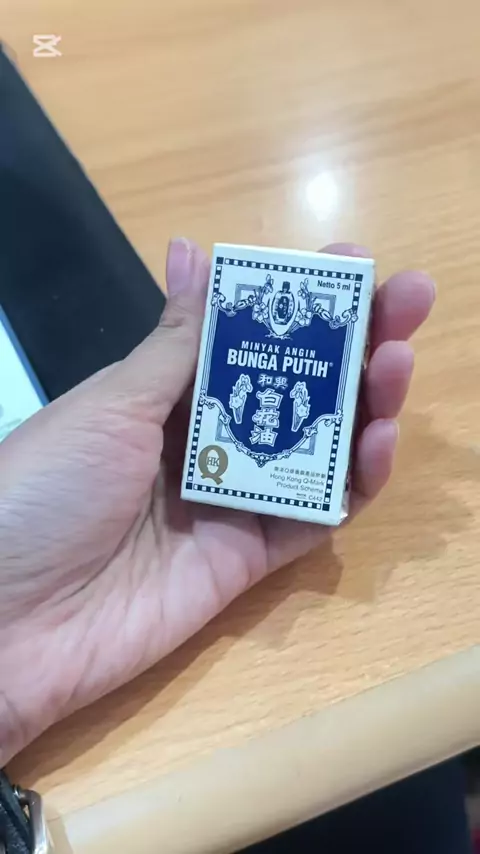 Netto 5 ml
MINYAK ANGIN
BUNGA PUTIH®
和興
白花油
HK
Q
Hong Kong Q-Mark
Product Scheme